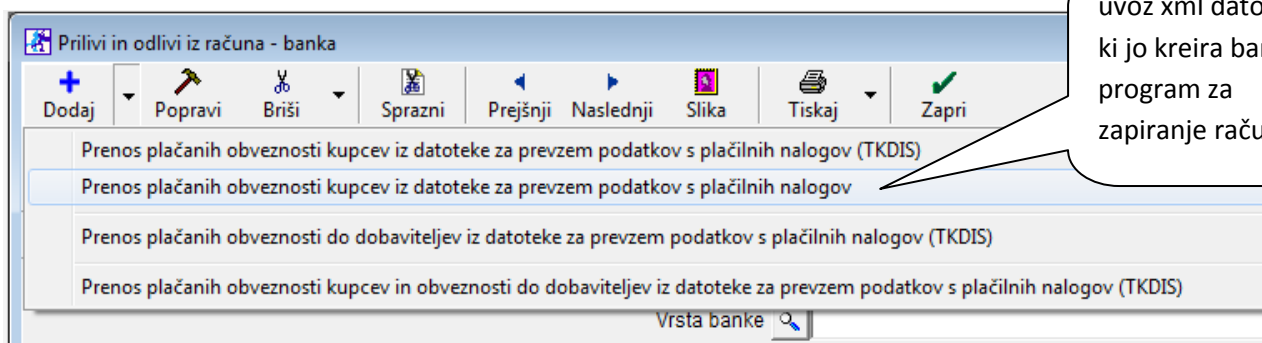 uvoz xml
ki jo kreira
program za
zapiranje
Prilivi in odlivi iz računa - banka
Dodaj Popravi Briši Sprazni Prejšnji Naslednji Slika Tiskaj Zapri
Prenos plačanih obveznosti kupcev iz datoteke za prevzem podatkov s plačilnih nalogov (TKDIS)
Prenos plačanih obveznosti kupcev iz datoteke za prevzem podatkov s plačilnih nalogov
Prenos plačanih obveznosti do dobaviteljev iz datoteke za prevzem podatkov s plačilnih nalogov (TKDIS)
Prenos plačanih obveznosti kupcev in obveznosti do dobaviteljev iz datoteke za prevzem podatkov s plačilnih nalogov (TKDIS)
Vrsta banke